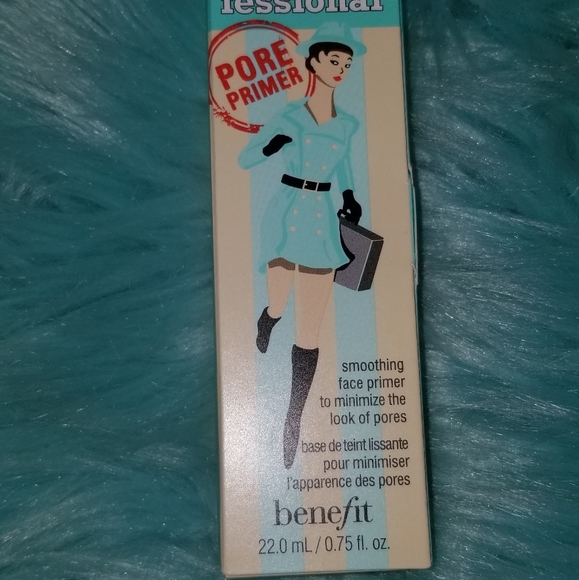 fessional
PORE
PRIMER
smoothing
face primer
to minimize the
look of pores
base de teint lissante
pour minimiser
l'apparence des pores
benefit
22.0 mL / 0.75 fl. oz.